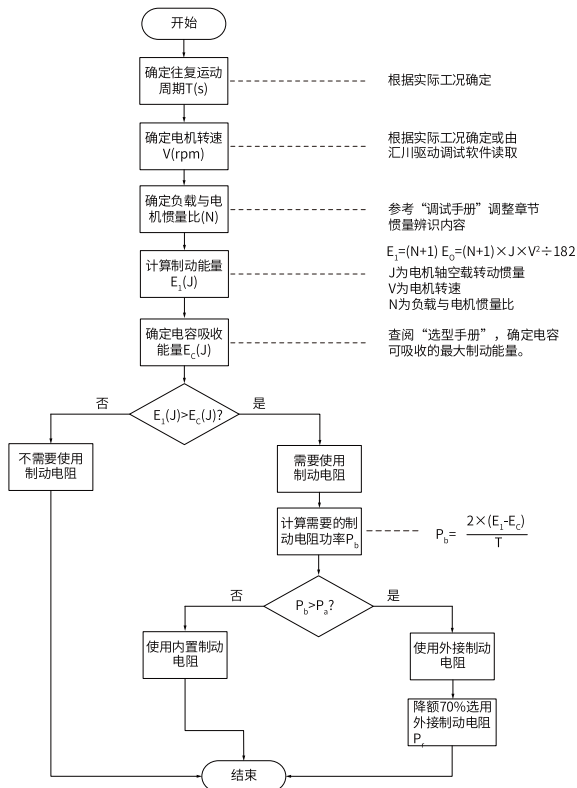 开始
确定往复运动
周期T(s)
根据实际工况确定
确定电机转速
V(rpm)
根据实际工况确定或由
汇川驱动调试软件读取
确定负载与电
机惯量比(N)
参考“调试手册”调整章节
惯量辨识内容
计算制动能量
E₁(J)
E₁=(N+1) E₀=(N+1)×J×V²÷182
J为电机轴空载转动惯量
V为电机转速
N为负载与电机惯量比
确定电容吸收
能量E_C(J)
查阅“选型手册”，确定电容
可吸收的最大制动能量。
E₁(J)>E_C(J)?
否
是
不需要使用
制动电阻
需要使用
制动电阻
计算需要的制
动电阻功率P_b
P_b= 2×(E₁-E_C)
T
P_b>P_a?
否
是
使用内置制动
电阻
使用外接制动
电阻
降额70%选用
外接制动电阻
P_r
结束